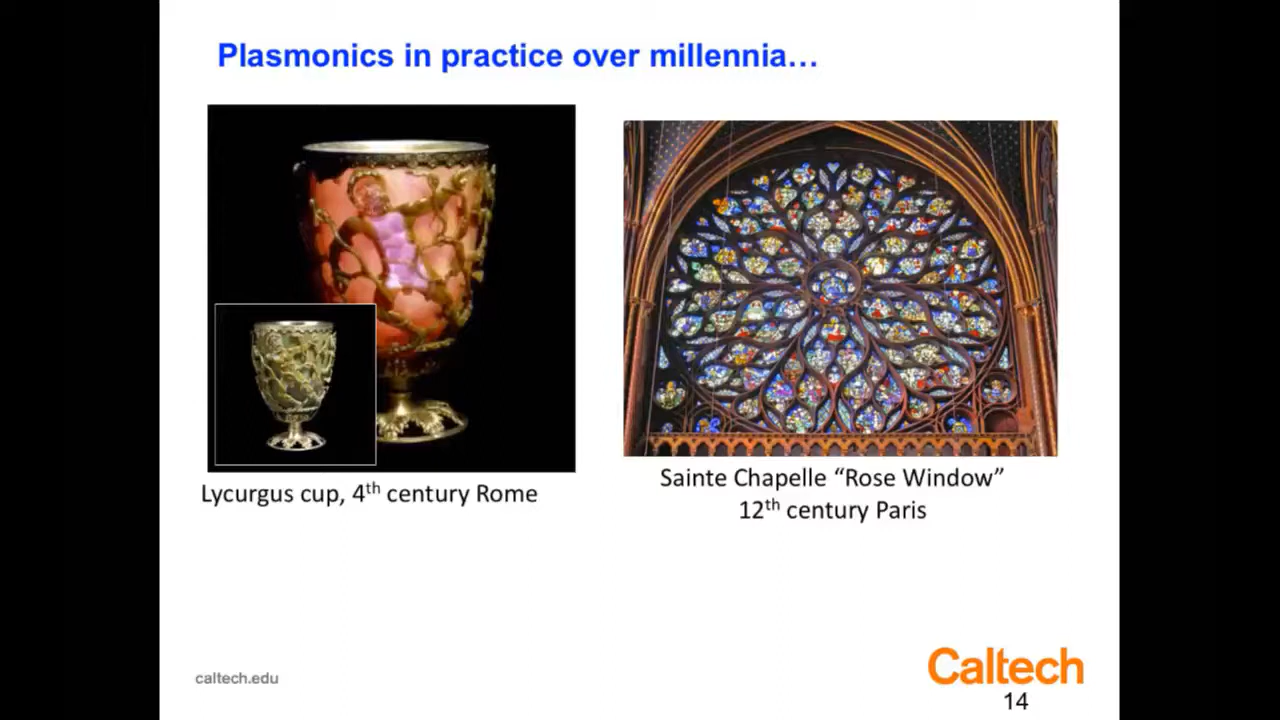 Plasmonics in practice over millennia…
Lycurgus cup, 4th century Rome
Sainte Chapelle “Rose Window”
12th century Paris
caltech.edu
Caltech
14